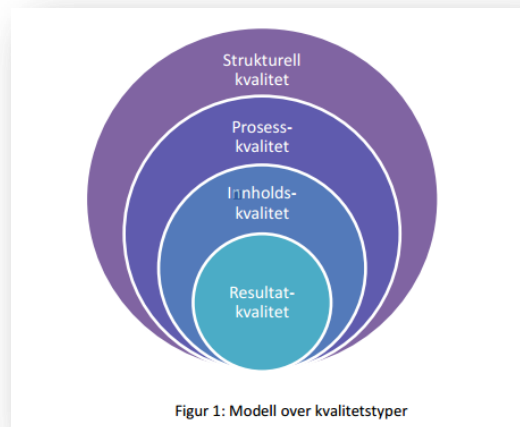 Strukturell
kvalitet
Prosess-
kvalitet
Innholds-
kvalitet
Resultat-
kvalitet
Figur 1: Modell over kvalitetstyper